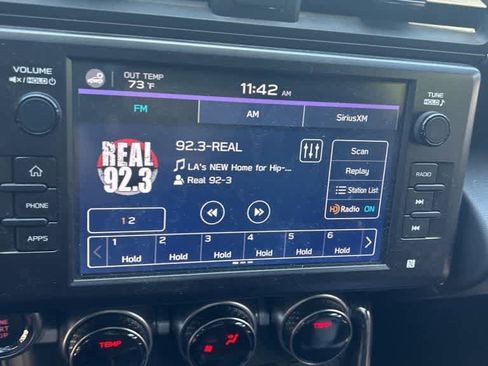 VOLUME
/HOLD
OUT TEMP
73 °F
11:42 AM
TUNE
HOLD
FM
AM
SiriusXM
REAL
92.3
92.3-REAL
LA's NEW Home for Hip-...
Real 92-3
Scan
Replay
Station List
HD Radio ON
PHONE
APPS
RADIO
1 2
1
Hold
2
Hold
3
Hold
4
Hold
5
Hold
6
Hold
TEMP
TEMP
STOP